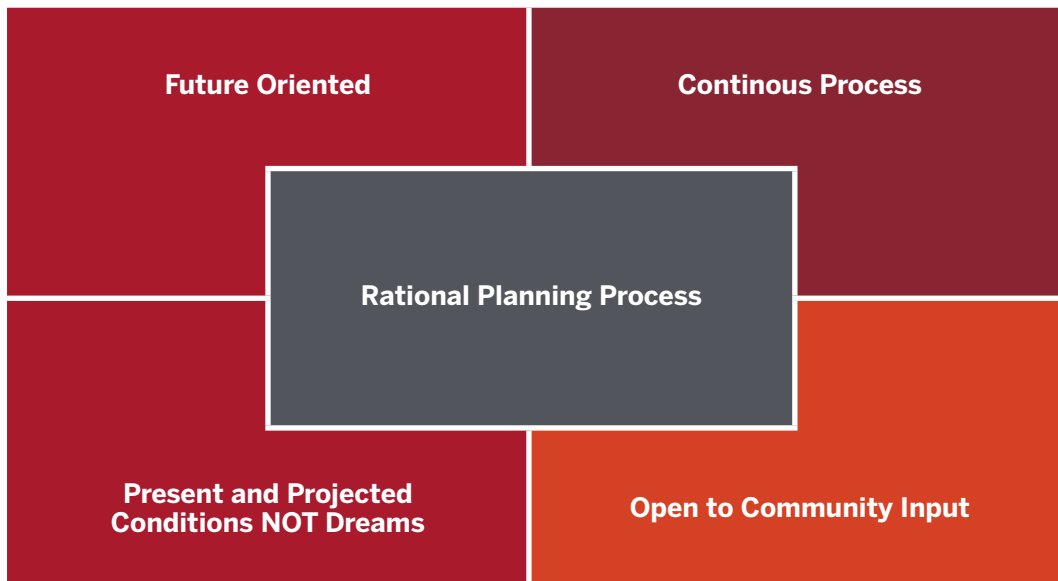 Future Oriented
Continous Process
Rational Planning Process
Present and Projected
Conditions NOT Dreams
Open to Community Input